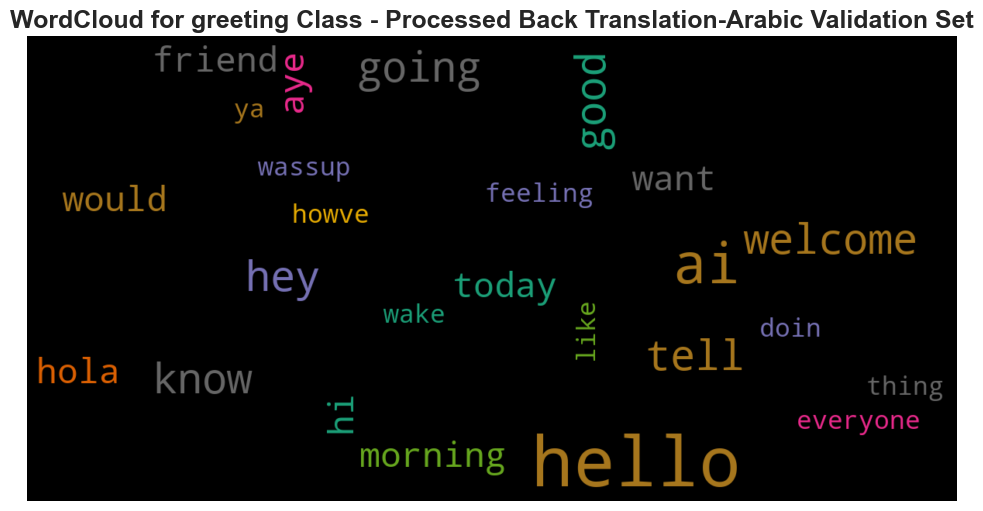 WordCloud for greeting Class - Processed Back Translation-Arabic Validation Set
friend
aye
going
good
ya
wassup
feeling
want
would
howve
welcome
ai
hey
today
wake
like
doin
tell
hola
know
thing
hi
everyone
morning
hello